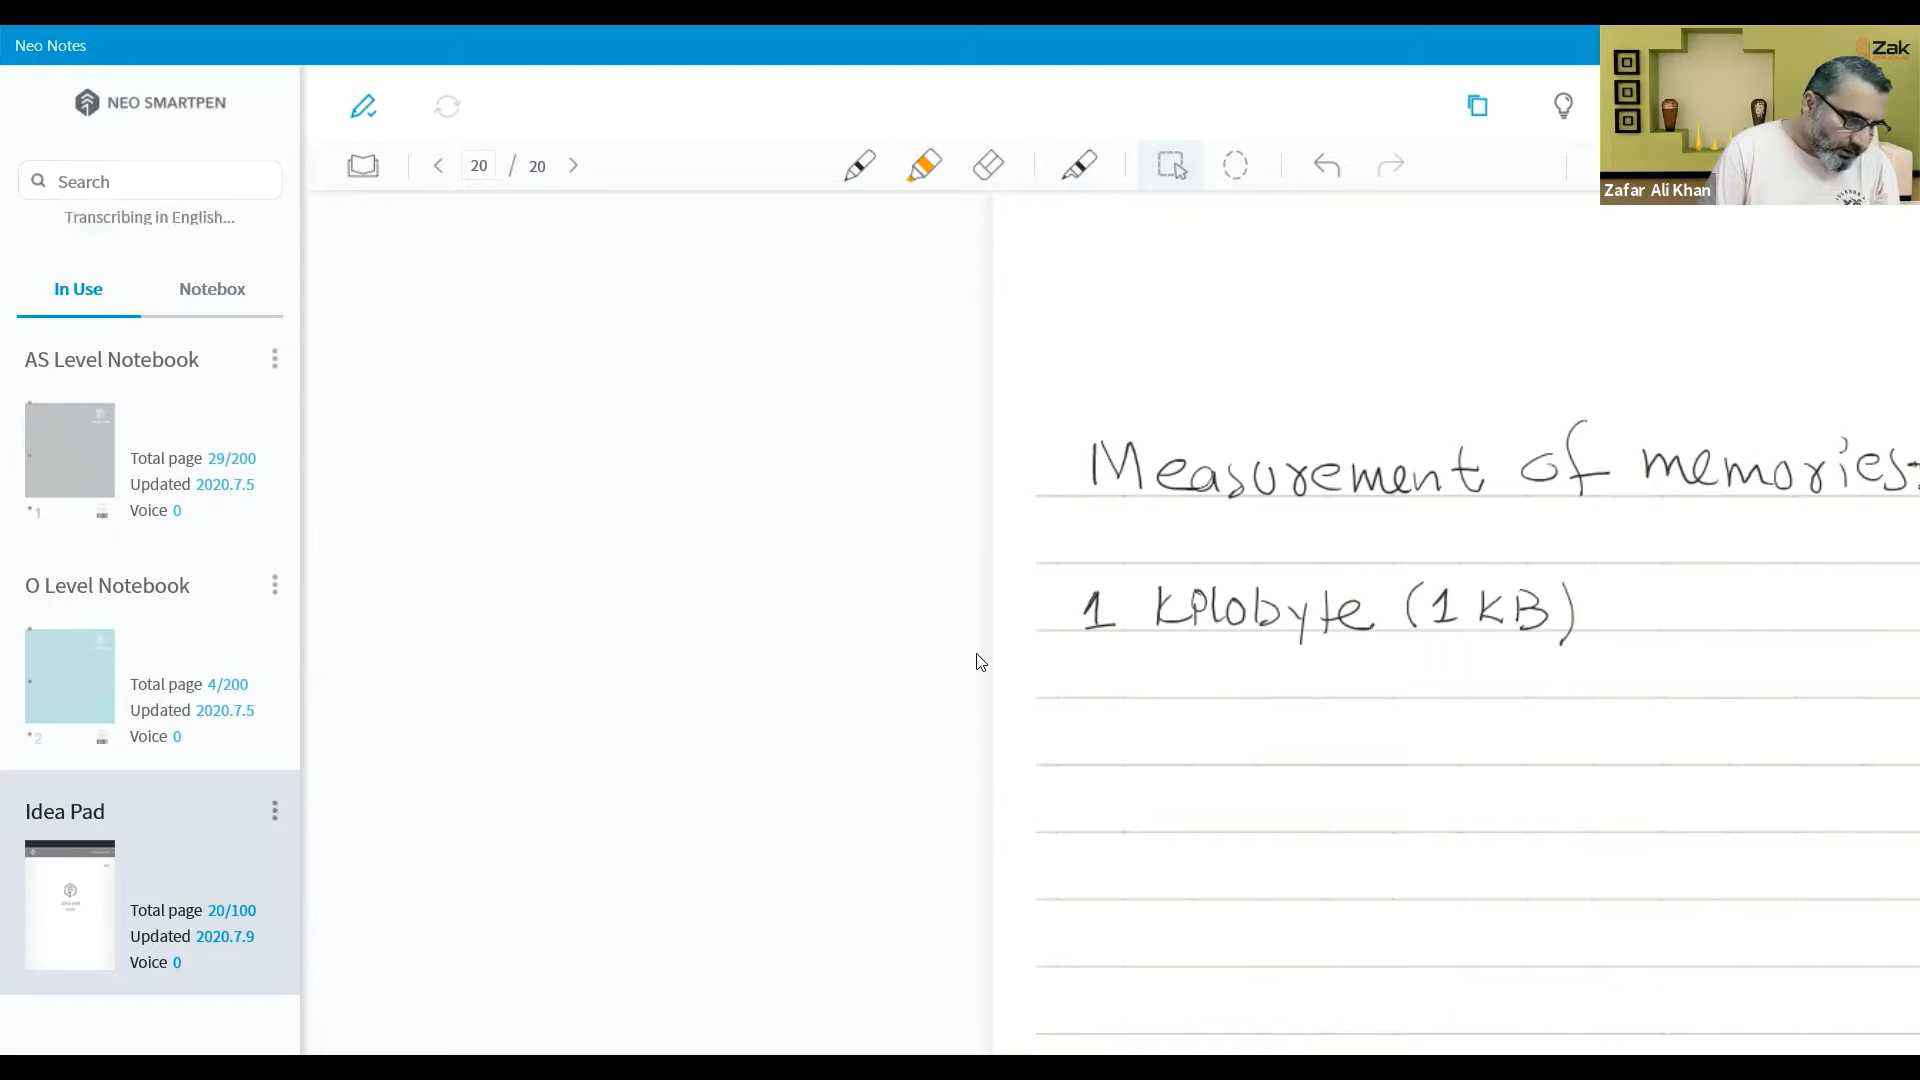 Neo Notes
Zak
NEO SMARTPEN
Search
20 / 20
Zafar Ali Khan
Transcribing in English...
In Use Notebox
AS Level Notebook
Total page 29/200
Updated 2020.7.5
1 Voice 0
O Level Notebook
Total page 4/200
Updated 2020.7.5
2 Voice 0
Idea Pad
Total page 20/100
Updated 2020.7.9
Voice 0
Measurement of memories:
1 Kilobyte (1 KB)